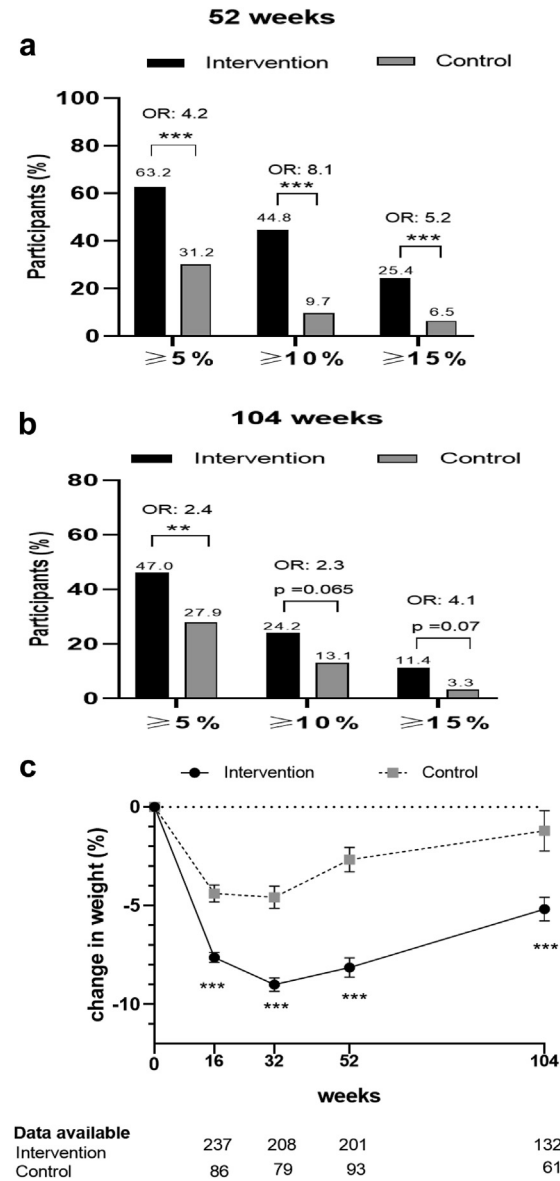 52 weeks
a
Intervention Control
Participants (%)
100
80
60
40
20
0
OR: 4.2
***
63.2
31.2
OR: 8.1
***
44.8
9.7
OR: 5.2
***
25.4
6.5
⩾5% ⩾10% ⩾15%
104 weeks
b
Intervention Control
Participants (%)
80
60
40
20
0
OR: 2.4
**
47.0
27.9
OR: 2.3
p =0.065
24.2
13.1
OR: 4.1
p =0.07
11.4
3.3
⩾5% ⩾10% ⩾15%
c
Intervention Control
change in weight (%)
0
-5
-10
*** *** *** ***
0 16 32 52 104
weeks
Data available
Intervention 237 208 201 132
Control 86 79 93 61